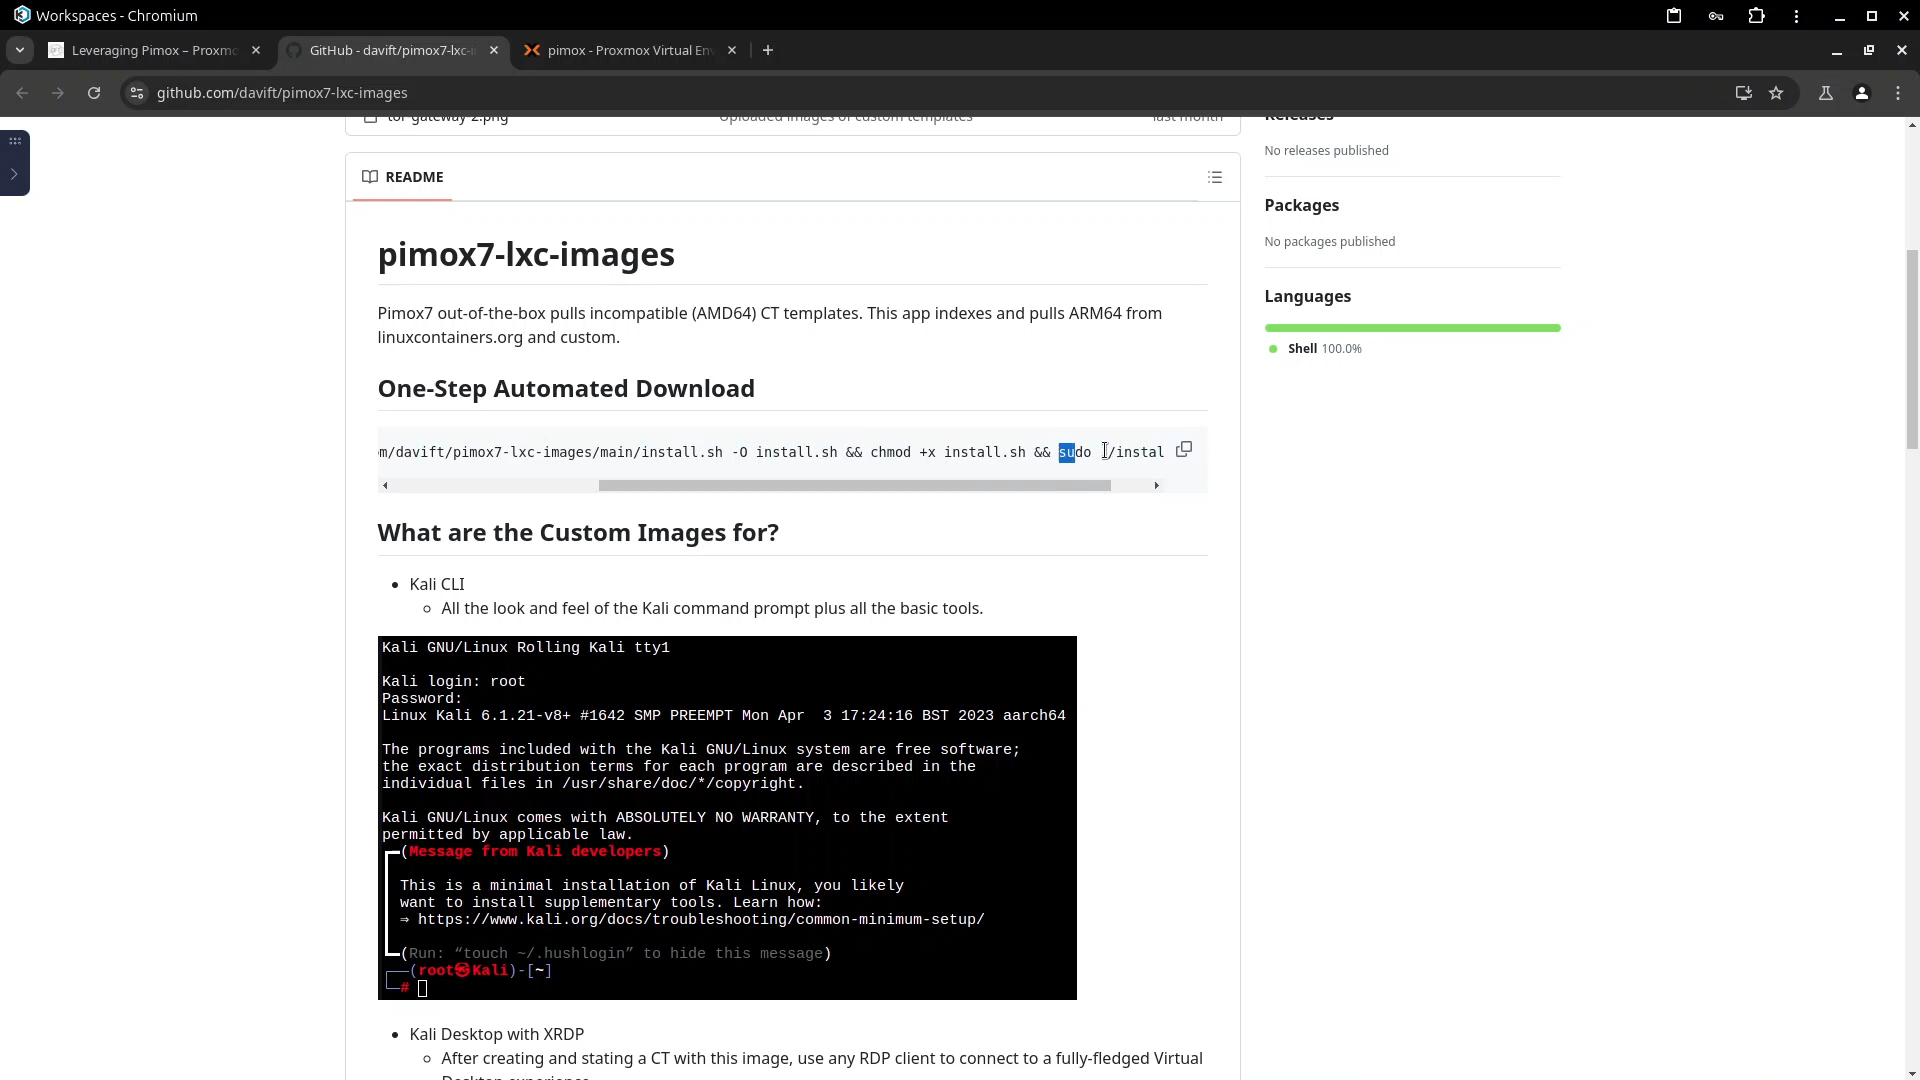 Workspaces - Chromium
Leveraging Pimox – Proxmo
GitHub - davift/pimox7-lxc-i
pimox - Proxmox Virtual Env
github.com/davift/pimox7-lxc-images
tor-gateway-2.png
Uploaded images of custom templates
last month
Releases
No releases published
README
Packages
No packages published
pimox7-lxc-images
Languages
Pimox7 out-of-the-box pulls incompatible (AMD64) CT templates. This app indexes and pulls ARM64 from
linuxcontainers.org and custom.
Shell 100.0%
One-Step Automated Download
m/davift/pimox7-lxc-images/main/install.sh -O install.sh && chmod +x install.sh && sudo ./instal
What are the Custom Images for?
Kali CLI
All the look and feel of the Kali command prompt plus all the basic tools.
Kali GNU/Linux Rolling Kali tty1
Kali login: root
Password:
Linux Kali 6.1.21-v8+ #1642 SMP PREEMPT Mon Apr  3 17:24:16 BST 2023 aarch64
The programs included with the Kali GNU/Linux system are free software;
the exact distribution terms for each program are described in the
individual files in /usr/share/doc/*/copyright.
Kali GNU/Linux comes with ABSOLUTELY NO WARRANTY, to the extent
permitted by applicable law.
(Message from Kali developers)
This is a minimal installation of Kali Linux, you likely
want to install supplementary tools. Learn how:
⇒ https://www.kali.org/docs/troubleshooting/common-minimum-setup/
(Run: “touch ~/.hushlogin” to hide this message)
(root㉿Kali)-[~]
#
Kali Desktop with XRDP
After creating and stating a CT with this image, use any RDP client to connect to a fully-fledged Virtual
Desktop experience.